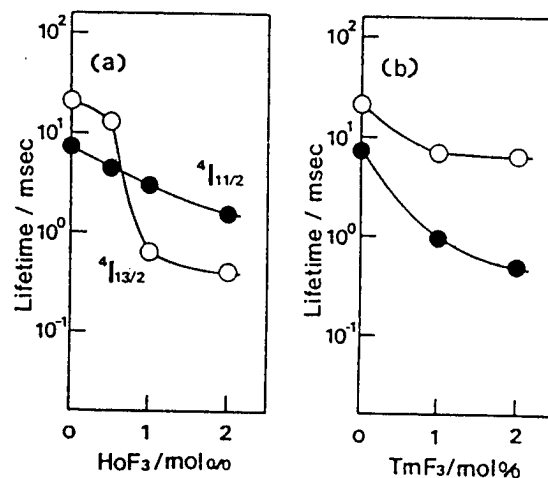 (a)
10²
10¹
10⁰
10⁻¹
Lifetime / msec
⁴I₁₁/₂
⁴I₁₃/₂
0 1 2
HoF₃/mol%
(b)
10²
10¹
10⁰
10⁻¹
Lifetime / msec
0 1 2
TmF₃/mol%